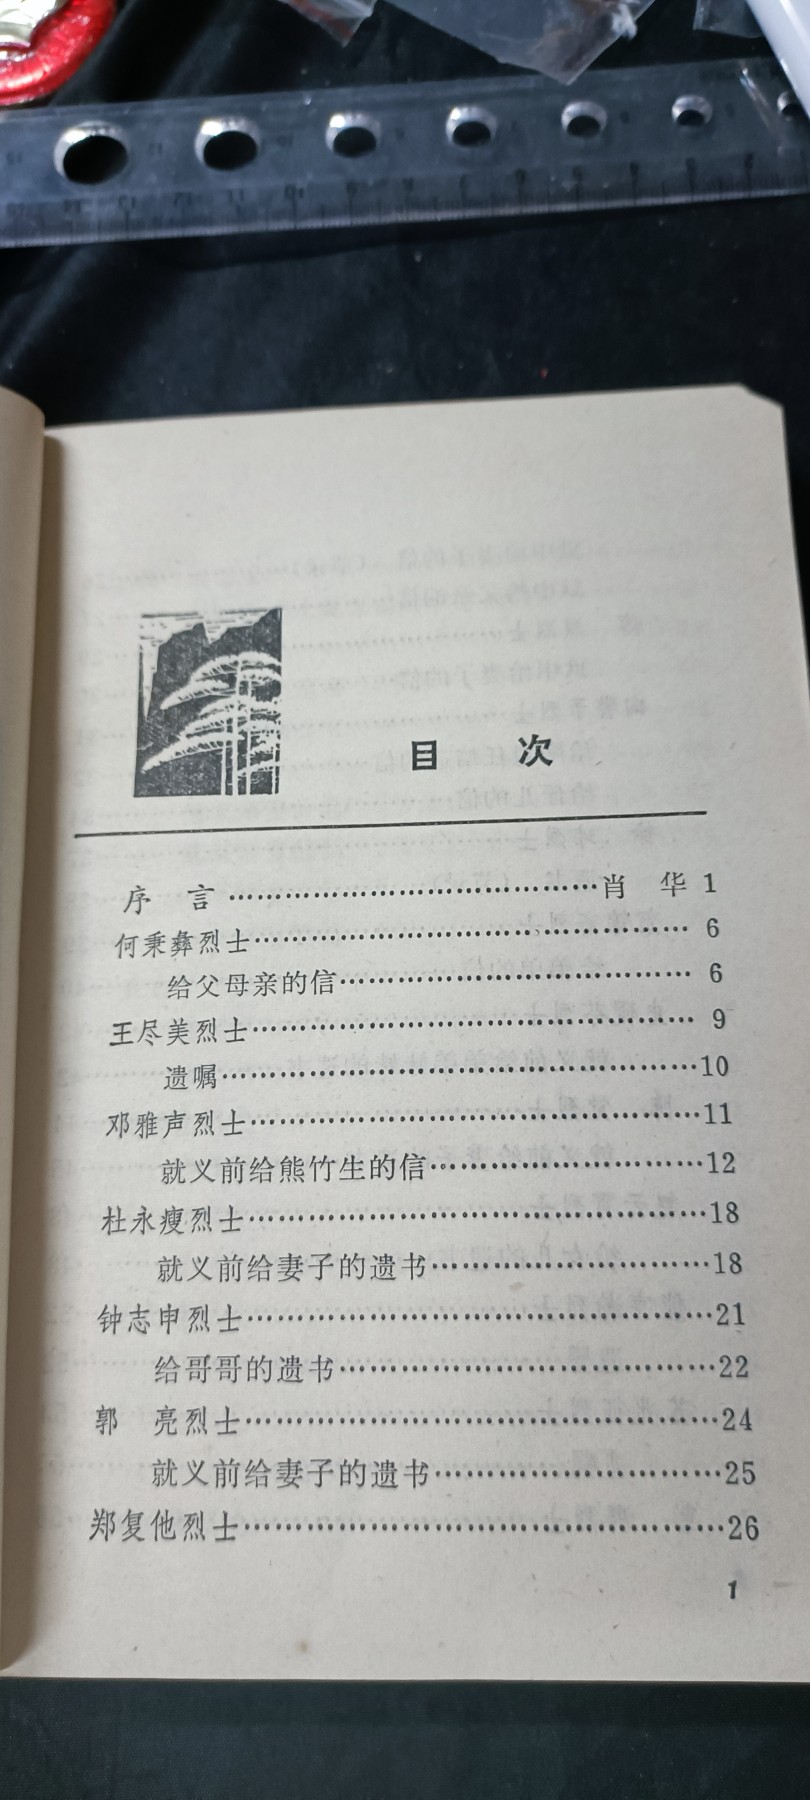 目 次
序 言……………………………………肖 华 1
何秉彝烈士…………………………………………… 6
给父母亲的信………………………………… 6
王尽美烈士…………………………………………… 9
遗嘱……………………………………………10
邓雅声烈士……………………………………………11
就义前给熊竹生的信…………………………12
杜永瘦烈士……………………………………………18
就义前给妻子的遗书…………………………18
钟志申烈士……………………………………………21
给哥哥的遗书…………………………………22
郭 亮烈士……………………………………………24
就义前给妻子的遗书…………………………25
郑复他烈士……………………………………………26
1